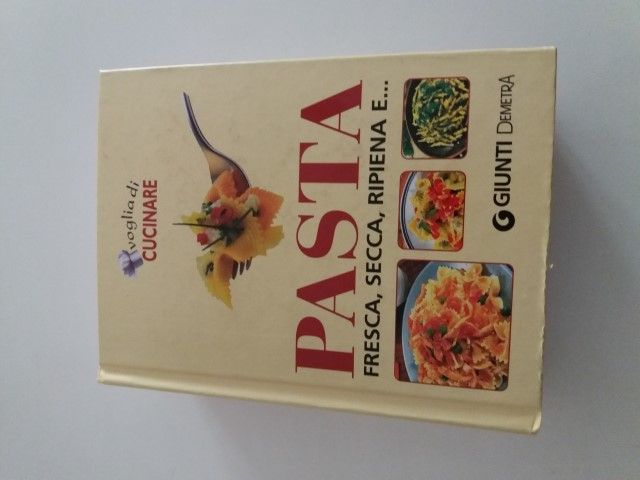 voglia di
CUCINARE
PASTA
FRESCA, SECCA, RIPIENA E...
GIUNTI DEMETRA